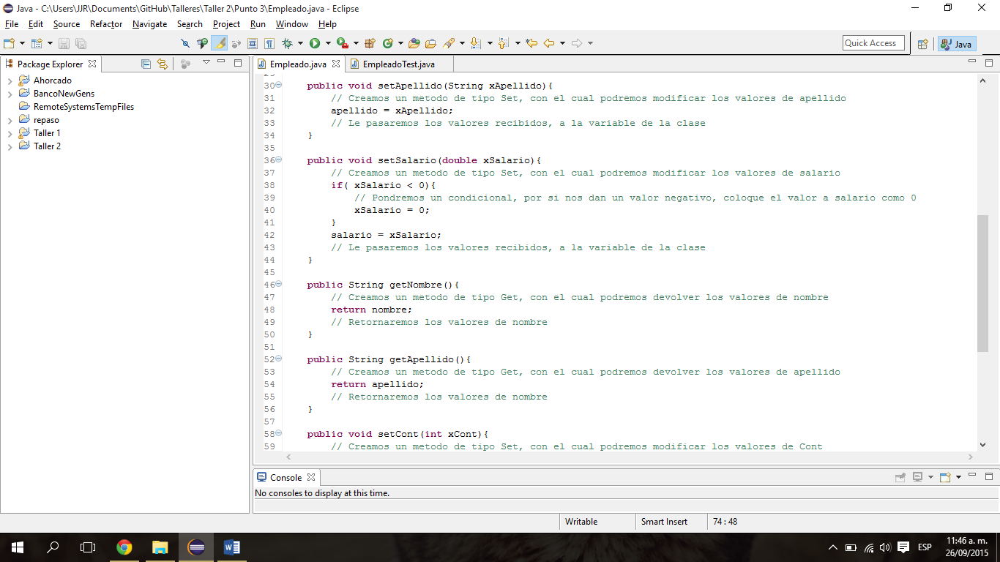 Java - C:\Users\JJR\Documents\GitHub\Talleres\Taller 2\Punto 3\Empleado.java - Eclipse
File Edit Source Refactor Navigate Search Project Run Window Help
Quick Access Java
Package Explorer
Ahorcado
BancoNewGens
RemoteSystemsTempFiles
repaso
Taller 1
Taller 2
Empleado.java EmpleadoTest.java
30 public void setApellido(String xApellido){
31 // Creamos un metodo de tipo Set, con el cual podremos modificar los valores de apellido
32 apellido = xApellido;
33 // Le pasaremos los valores recibidos, a la variable de la clase
34 }
35
36 public void setSalario(double xSalario){
37 // Creamos un metodo de tipo Set, con el cual podremos modificar los valores de salario
38 if( xSalario < 0){
39 // Pondremos un condicional, por si nos dan un valor negativo, coloque el valor a salario como 0
40 xSalario = 0;
41 }
42 salario = xSalario;
43 // Le pasaremos los valores recibidos, a la variable de la clase
44 }
45
46 public String getNombre(){
47 // Creamos un metodo de tipo Get, con el cual podremos devolver los valores de nombre
48 return nombre;
49 // Retornaremos los valores de nombre
50 }
51
52 public String getApellido(){
53 // Creamos un metodo de tipo Get, con el cual podremos devolver los valores de apellido
54 return apellido;
55 // Retornaremos los valores de nombre
56 }
57
58 public void setCont(int xCont){
59 // Creamos un metodo de tipo Set, con el cual podremos modificar los valores de Cont
Console
No consoles to display at this time.
Writable Smart Insert 74 : 48
ESP
11:46 a. m.
26/09/2015